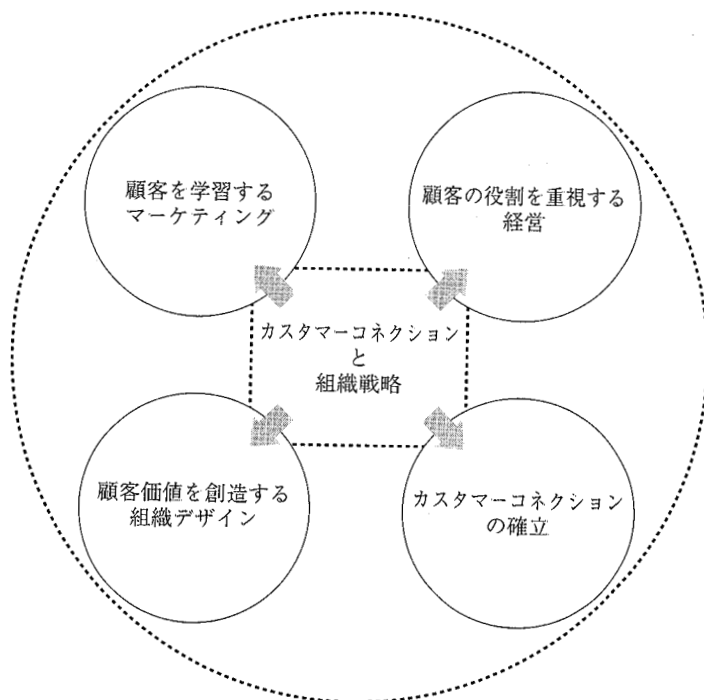 顧客を学習する
マーケティング
顧客の役割を重視する
経営
カスタマーコネクション
と
組織戦略
顧客価値を創造する
組織デザイン
カスタマーコネクション
の確立